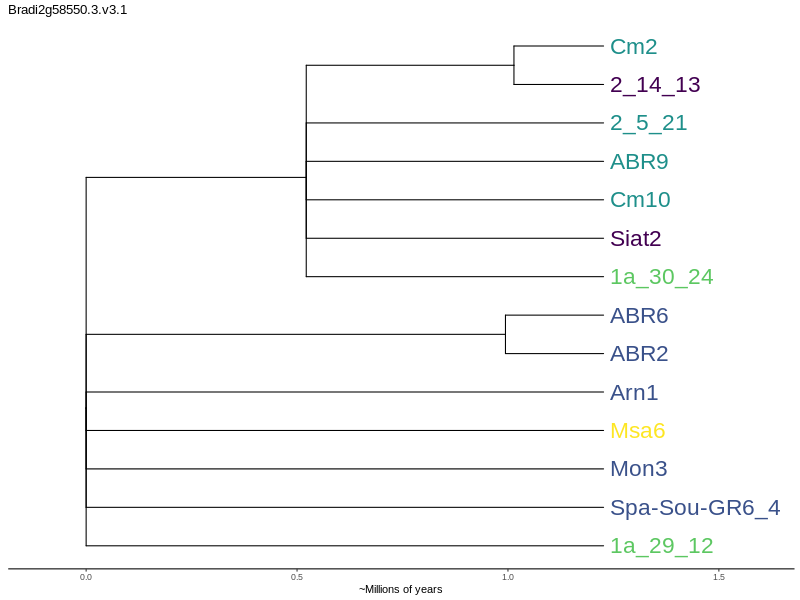 Bradi2g58550.3.v3.1
Cm2
2_14_13
2_5_21
ABR9
Cm10
Siat2
1a_30_24
ABR6
ABR2
Arn1
Msa6
Mon3
Spa-Sou-GR6_4
1a_29_12
0.0 0.5 1.0 1.5
~Millions of years